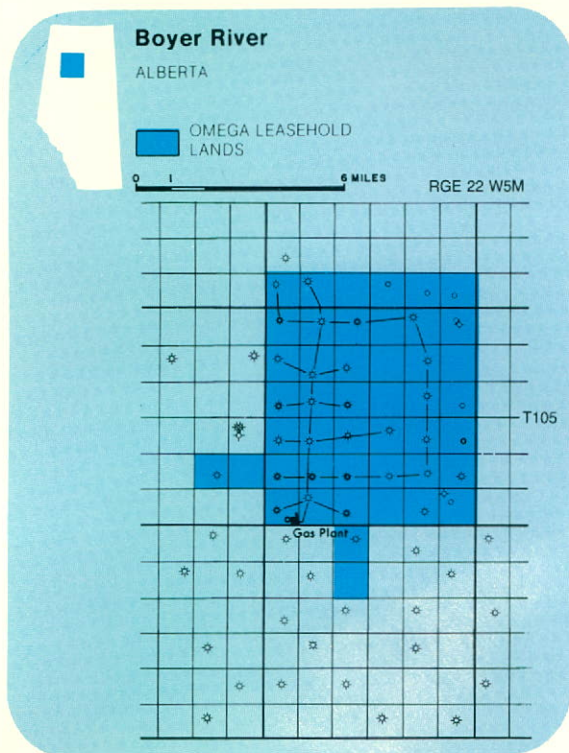 Boyer River
ALBERTA
OMEGA LEASEHOLD
LANDS
0 1 6 MILES
RGE 22 W5M
T105
Gas Plant